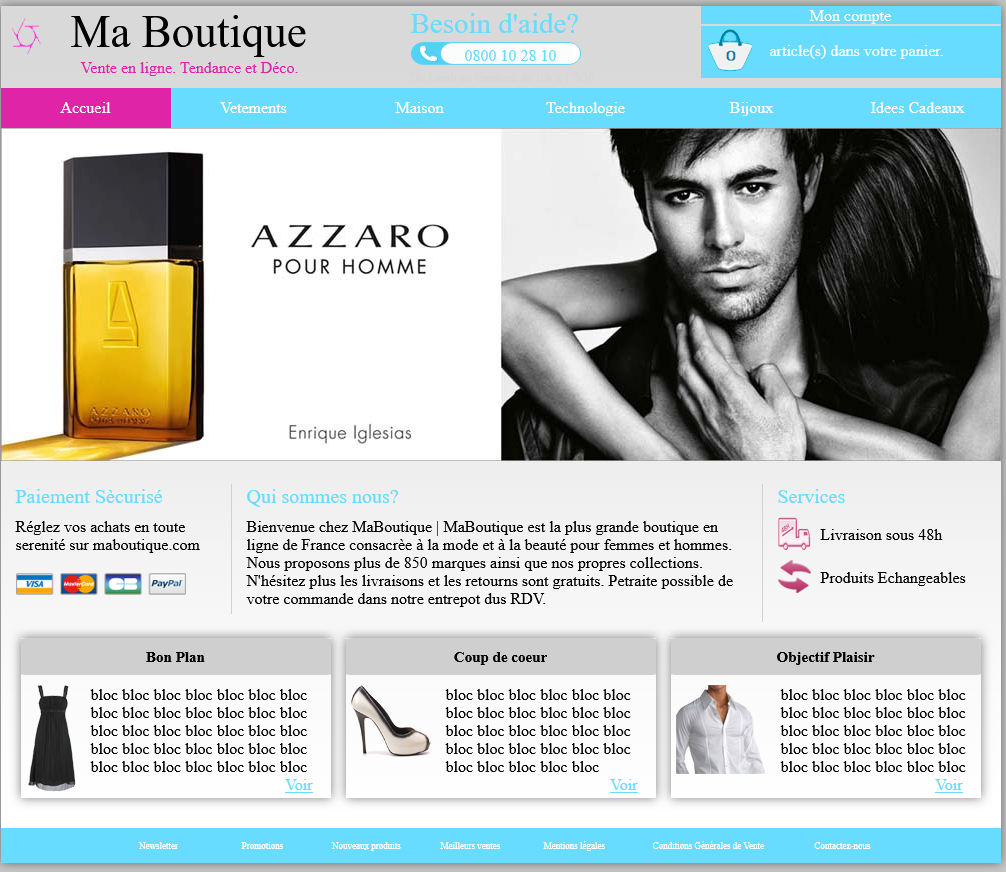 Ma Boutique
Vente en ligne. Tendance et Déco.
Besoin d'aide?
0800 10 28 10
Mon compte
0
article(s) dans votre panier.
Accueil
Vetements
Maison
Technologie
Bijoux
Idees Cadeaux
AZZARO
POUR HOMME
AZZARO
Enrique Iglesias
Paiement Sècurisé
Réglez vos achats en toute
serenité sur maboutique.com
VISA
MasterCard
CB
PayPal
Qui sommes nous?
Bienvenue chez MaBoutique | MaBoutique est la plus grande boutique en
ligne de France consacrèe à la mode et à la beauté pour femmes et hommes.
Nous proposons plus de 850 marques ainsi que nos propres collections.
N'hésitez plus les livraisons et les retourns sont gratuits. Petraite possible de
votre commande dans notre entrepot dus RDV.
Services
Livraison sous 48h
Produits Echangeables
Bon Plan
bloc bloc bloc bloc bloc bloc bloc
bloc bloc bloc bloc bloc bloc bloc
bloc bloc bloc bloc bloc bloc bloc
bloc bloc bloc bloc bloc bloc bloc
bloc bloc bloc bloc bloc bloc bloc
Voir
Coup de coeur
bloc bloc bloc bloc bloc bloc
bloc bloc bloc bloc bloc bloc
bloc bloc bloc bloc bloc bloc
bloc bloc bloc bloc bloc bloc
bloc bloc bloc bloc bloc
Voir
Objectif Plaisir
bloc bloc bloc bloc bloc bloc
bloc bloc bloc bloc bloc bloc
bloc bloc bloc bloc bloc bloc
bloc bloc bloc bloc bloc bloc
bloc bloc bloc bloc bloc bloc
Voir
Newsletter
Promotions
Nouveaux produits
Meilleurs ventes
Mentions légales
Conditions Générales de Vente
Contactez-nous